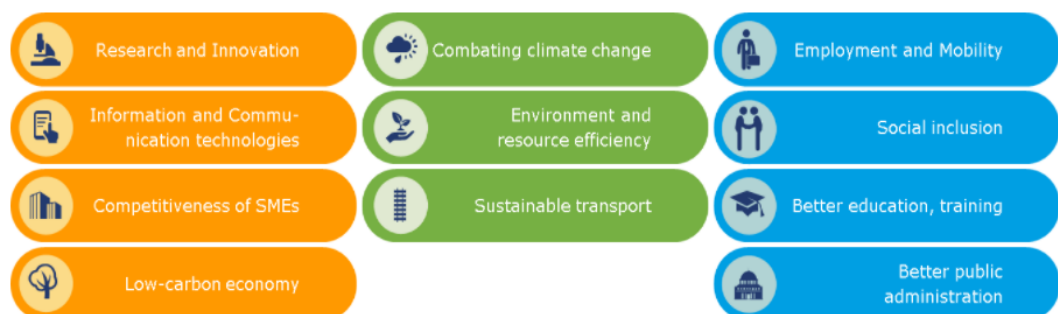 Research and Innovation
Information and Commu-
nication technologies
Competitiveness of SMEs
Low-carbon economy
Combating climate change
Environment and
resource efficiency
Sustainable transport
Employment and Mobility
Social inclusion
Better education, training
Better public
administration